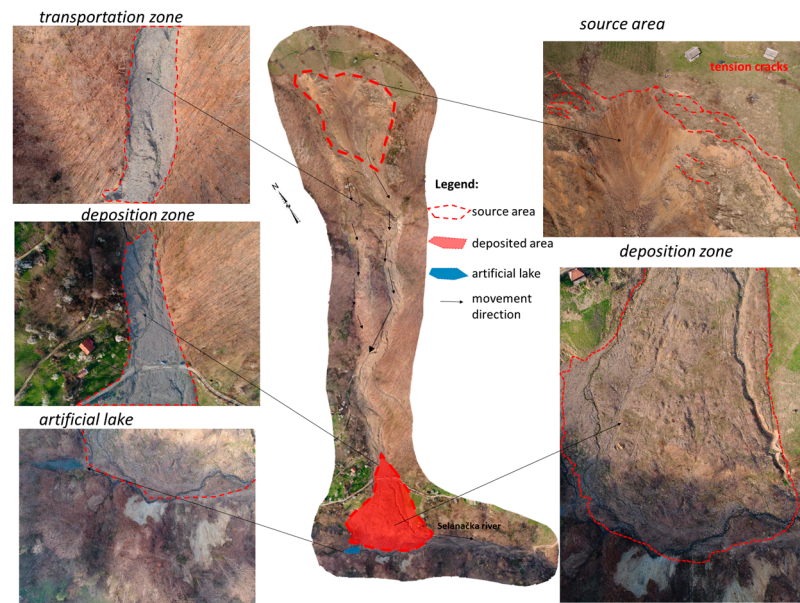 transportation zone
source area
tension cracks
N
Legend:
source area
deposited area
artificial lake
movement
direction
deposition zone
deposition zone
artificial lake
Selanačka river